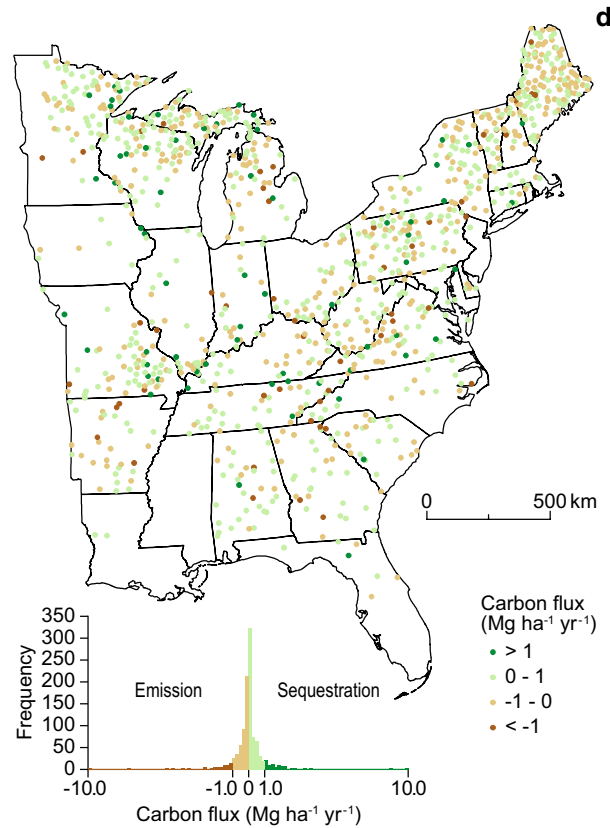 d
0 500 km
Carbon flux
(Mg ha⁻¹ yr⁻¹)
> 1
0 - 1
-1 - 0
< -1
350
300
250
200
150
100
50
0
Frequency
Emission Sequestration
-10.0 -1.0 0 1.0 10.0
Carbon flux (Mg ha⁻¹ yr⁻¹)